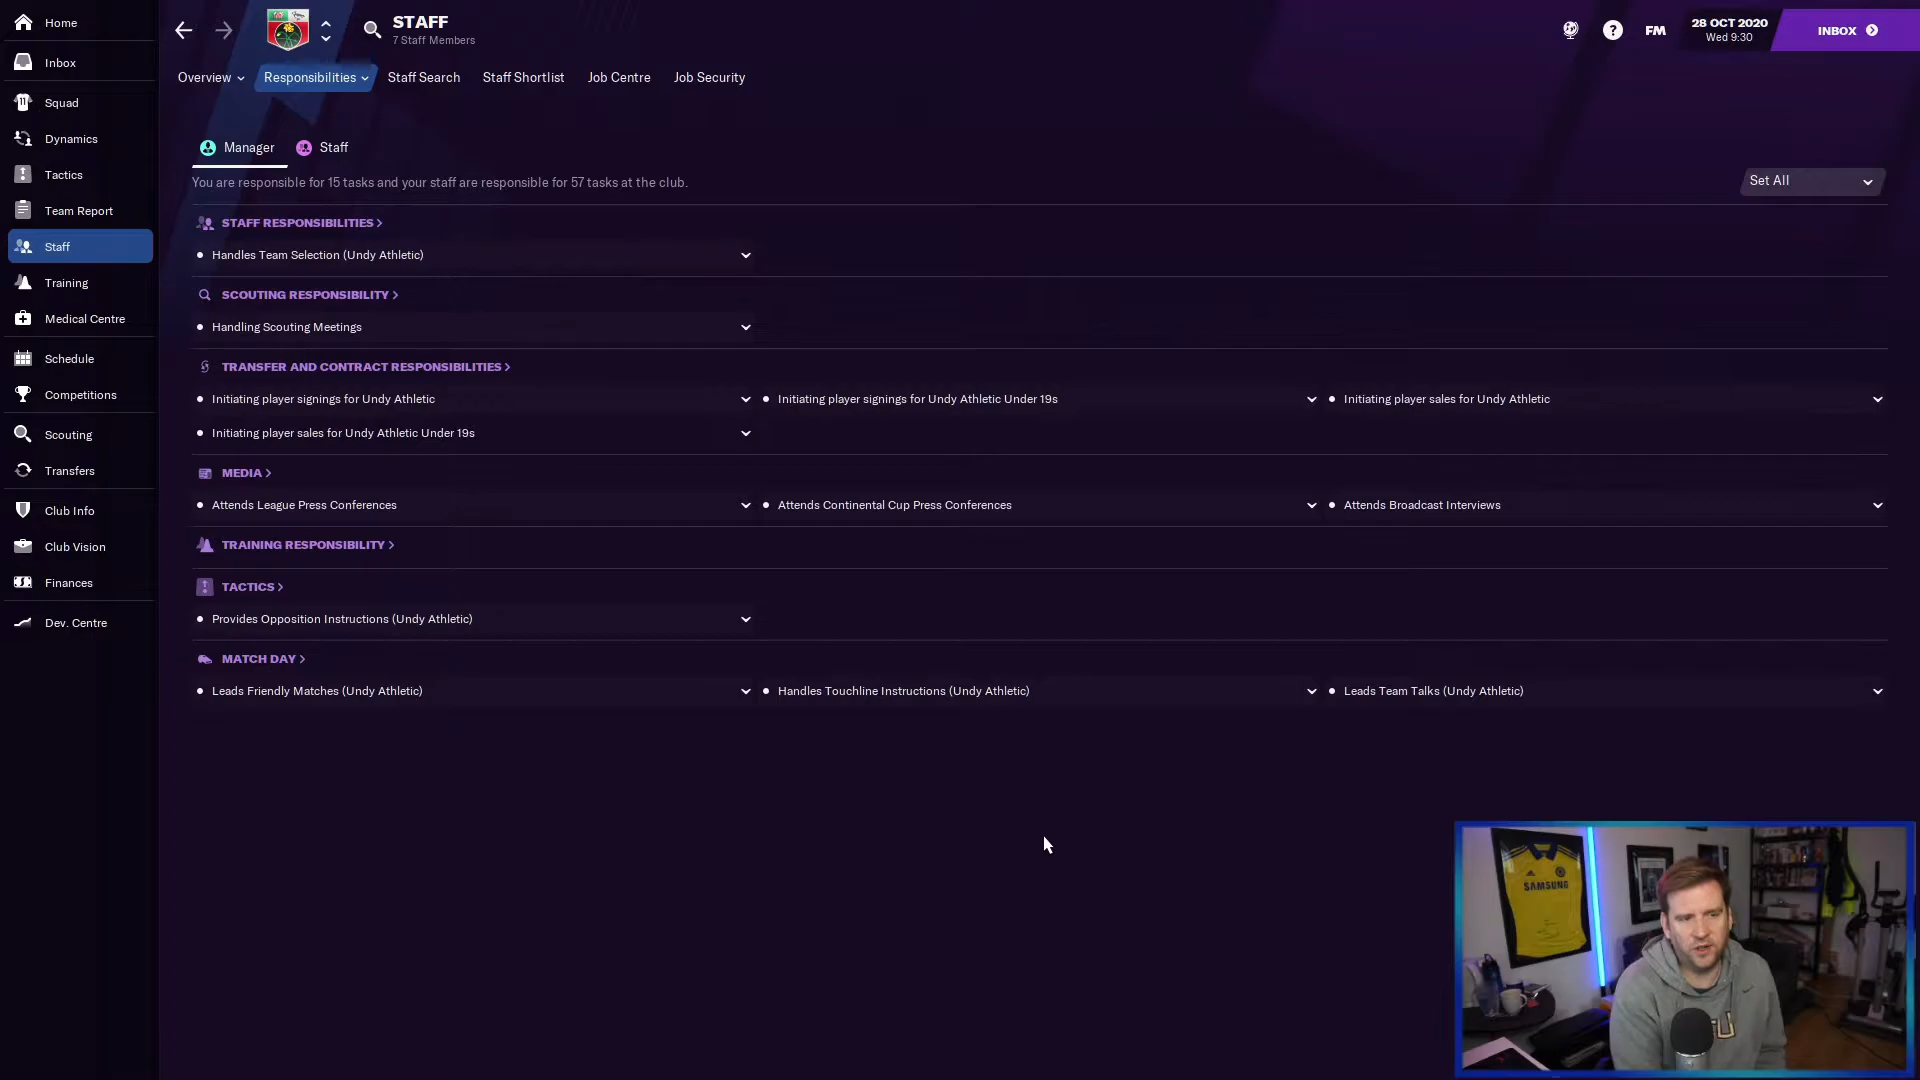 Home
Inbox
Squad
Dynamics
Tactics
Team Report
Staff
Training
Medical Centre
Schedule
Competitions
Scouting
Transfers
Club Info
Club Vision
Finances
Dev. Centre
STAFF
7 Staff Members
FM
28 OCT 2020
Wed 9:30
INBOX
Overview
Responsibilities
Staff Search
Staff Shortlist
Job Centre
Job Security
Manager
Staff
You are responsible for 15 tasks and your staff are responsible for 57 tasks at the club.
Set All
STAFF RESPONSIBILITIES >
Handles Team Selection (Undy Athletic)
SCOUTING RESPONSIBILITY >
Handling Scouting Meetings
TRANSFER AND CONTRACT RESPONSIBILITIES >
Initiating player signings for Undy Athletic
Initiating player signings for Undy Athletic Under 19s
Initiating player sales for Undy Athletic
Initiating player sales for Undy Athletic Under 19s
MEDIA >
Attends League Press Conferences
Attends Continental Cup Press Conferences
Attends Broadcast Interviews
TRAINING RESPONSIBILITY >
TACTICS >
Provides Opposition Instructions (Undy Athletic)
MATCH DAY >
Leads Friendly Matches (Undy Athletic)
Handles Touchline Instructions (Undy Athletic)
Leads Team Talks (Undy Athletic)
SAMSUNG